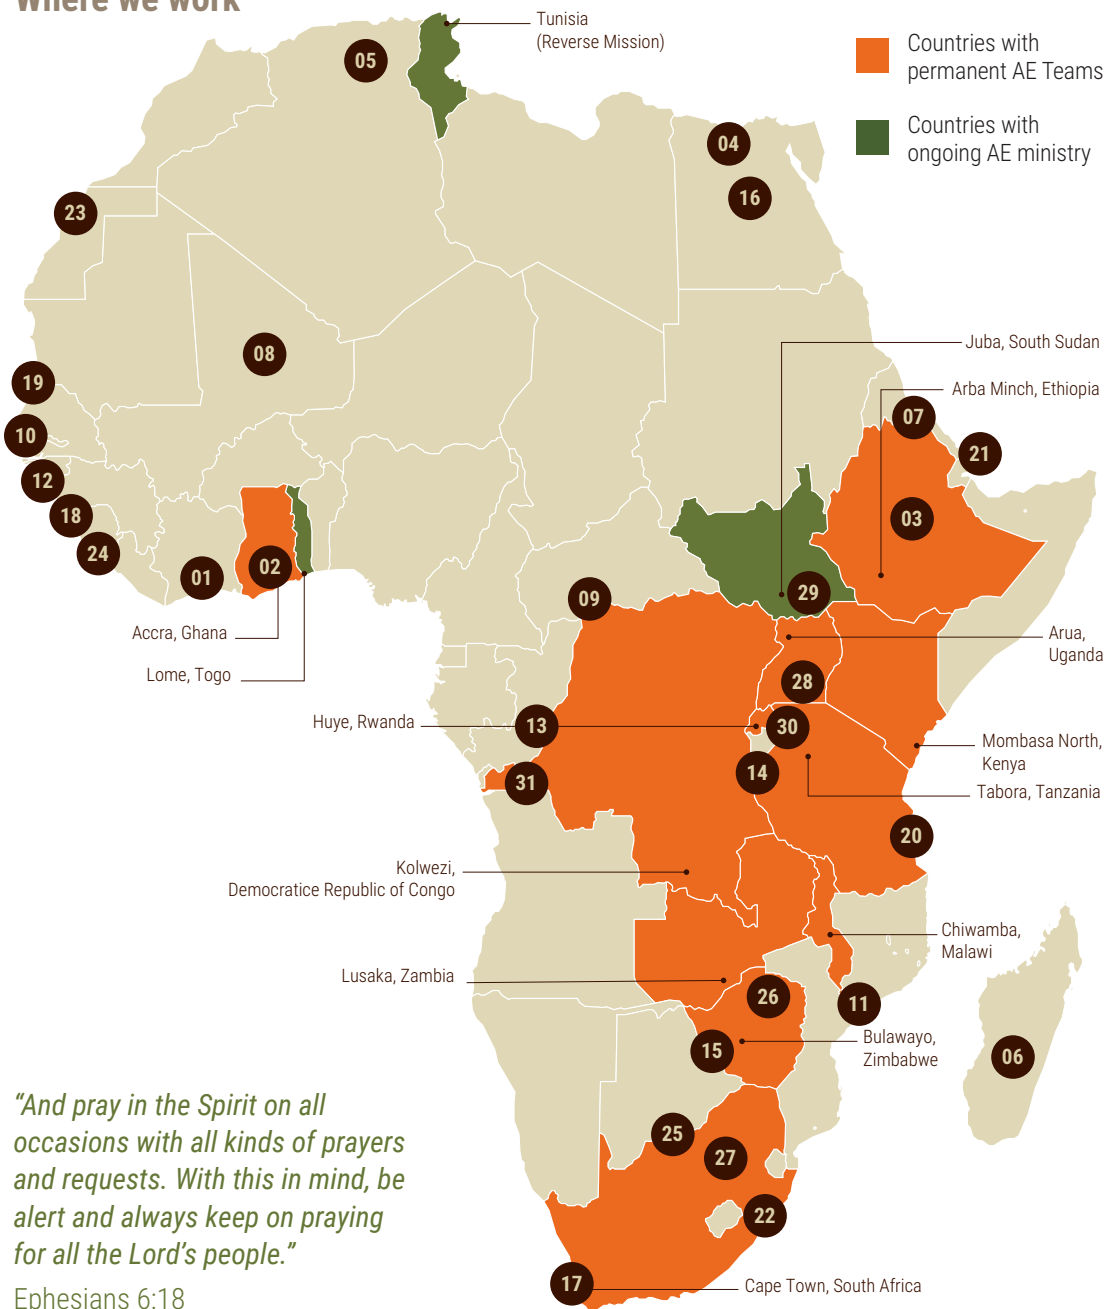 Where we work
Tunisia
(Reverse Mission)
Countries with
permanent AE Teams
Countries with
ongoing AE ministry
05
04
16
23
Juba, South Sudan
08
19
Arba Minch, Ethiopia
07
10
21
12
18
03
24
02
01
29
09
Accra, Ghana
Arua,
Uganda
Lome, Togo
28
Huye, Rwanda
13
30
Mombasa North,
Kenya
14
31
Tabora, Tanzania
20
Kolwezi,
Democratice Republic of Congo
Chiwamba,
Malawi
Lusaka, Zambia
26
11
Bulawayo,
Zimbabwe
15
06
“And pray in the Spirit on all
occasions with all kinds of prayers
and requests. With this in mind, be
alert and always keep on praying
for all the Lord’s people.”
Ephesians 6:18
25
27
22
17
Cape Town, South Africa